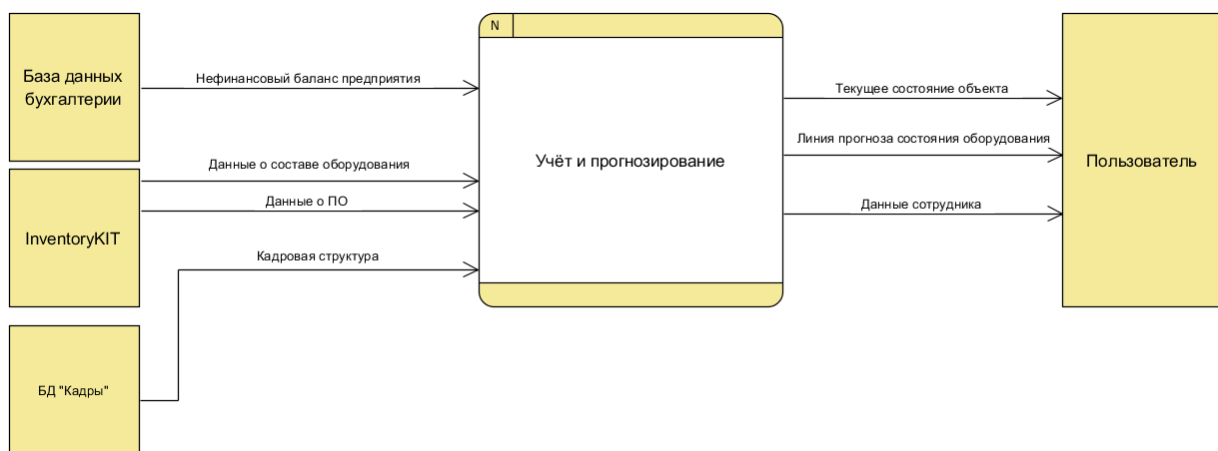 N
База данных
бухгалтерии
Нефинансовый баланс предприятия
Текущее состояние объекта
Линия прогноза состояния оборудования
Данные о составе оборудования
Учёт и прогнозирование
Пользователь
Данные о ПО
Данные сотрудника
InventoryKIT
Кадровая структура
БД "Кадры"